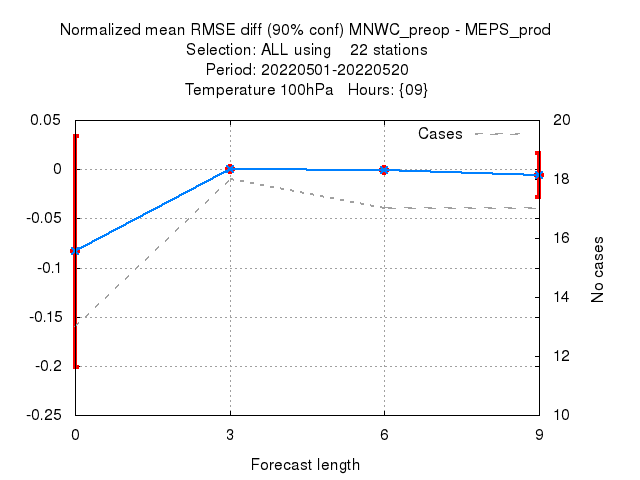 Normalized mean RMSE diff (90% conf) MNWC_preop - MEPS_prod
Selection: ALL using    22 stations
Period: 20220501-20220520
Temperature 100hPa   Hours: {09}
0.05
0
-0.05
-0.1
-0.15
-0.2
-0.25
Cases
20
18
16
14
12
10
No cases
0 3 6 9
Forecast length